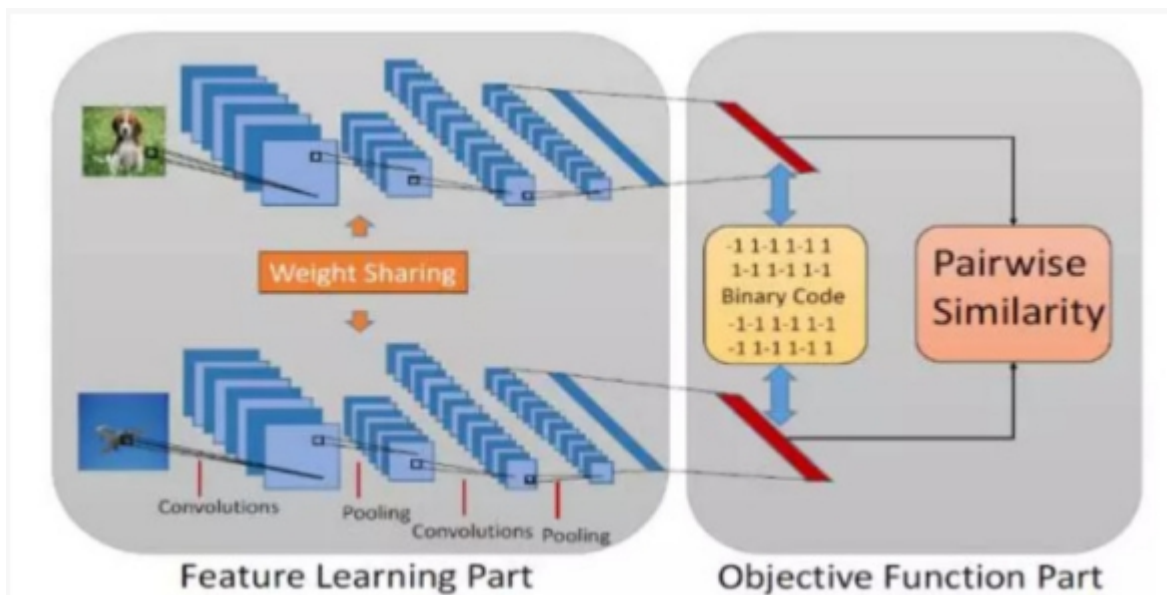 Weight Sharing
Convolutions
Pooling
Convolutions
Pooling
Feature Learning Part
-1 1-1 1-1 1
1-1 1-1 1-1
Binary Code
-1-1 1-1 1-1
-1 1-1 1-1 1
Pairwise
Similarity
Objective Function Part